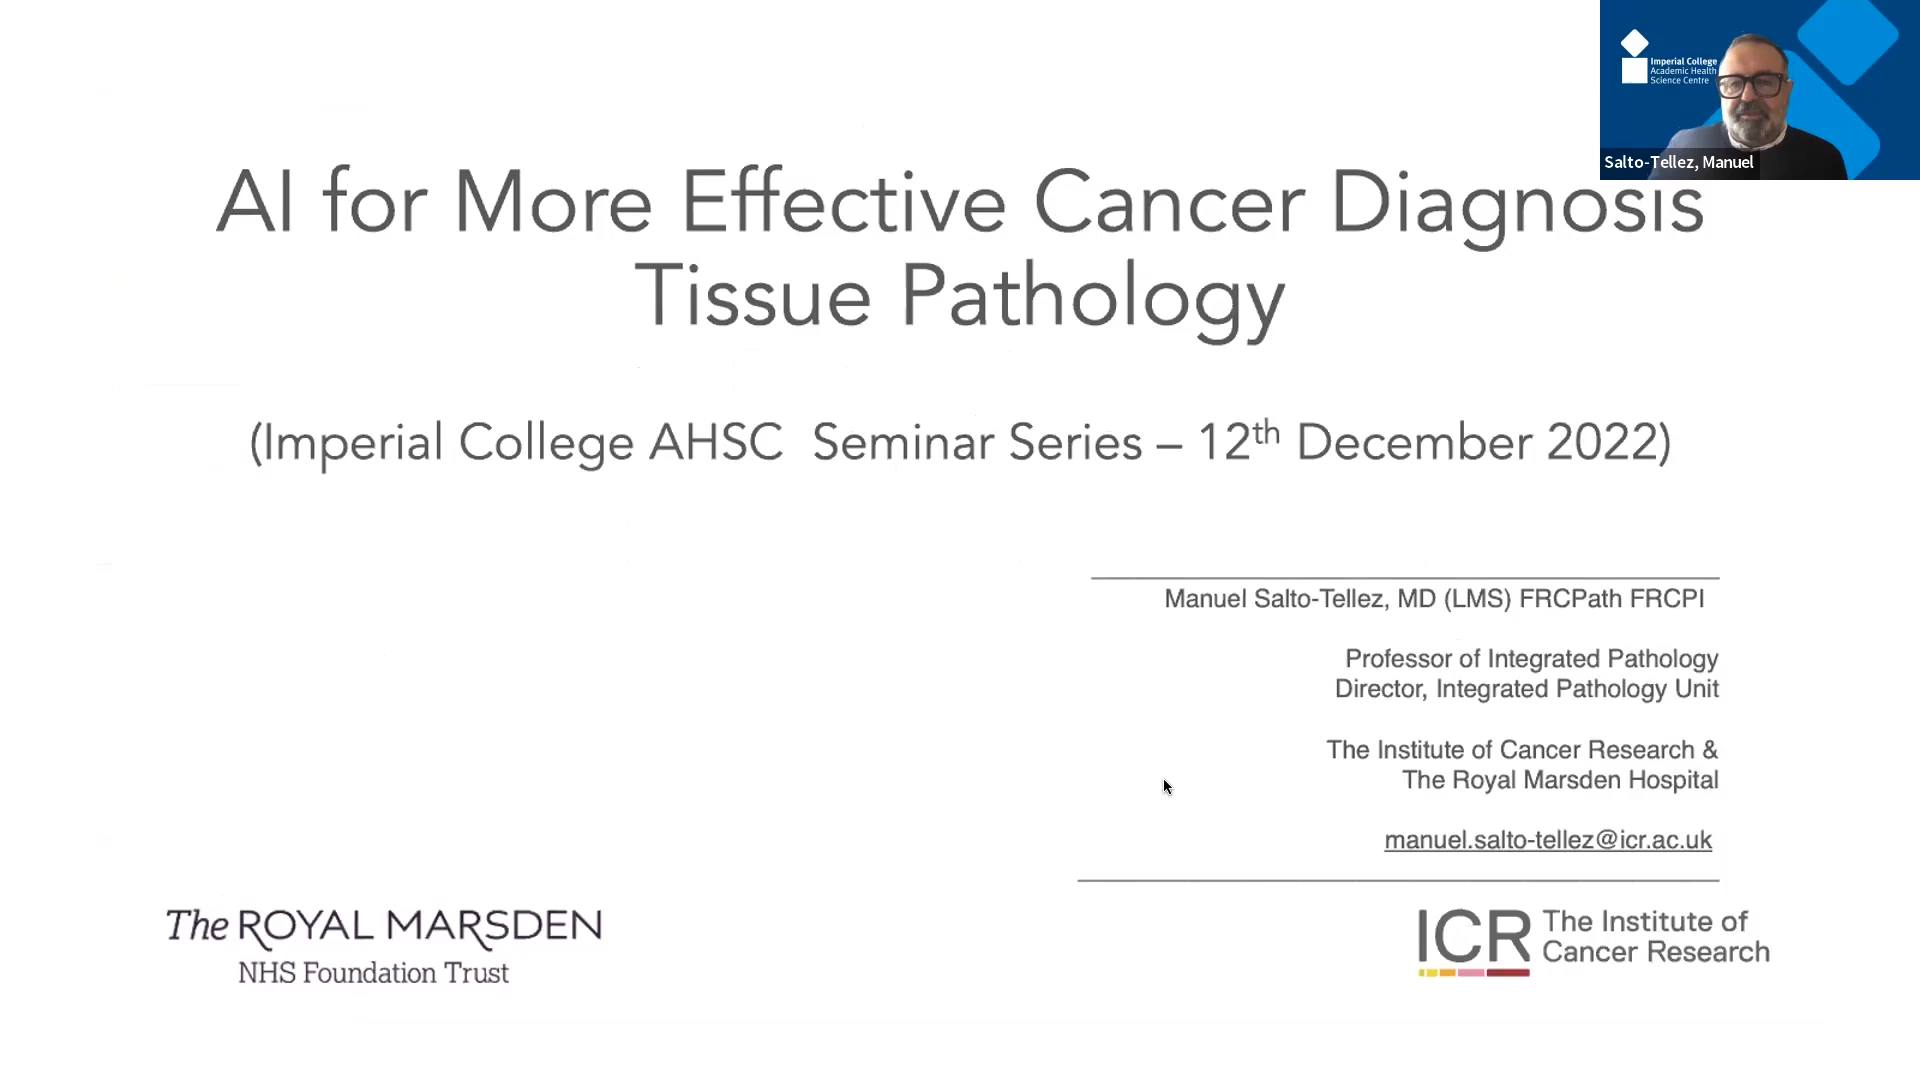 Imperial College
Academic Health
Science Centre
Salto-Tellez, Manuel
AI for More Effective Cancer Diagnosis
Tissue Pathology
(Imperial College AHSC  Seminar Series – 12th December 2022)
Manuel Salto-Tellez, MD (LMS) FRCPath FRCPI
Professor of Integrated Pathology
Director, Integrated Pathology Unit
The Institute of Cancer Research &
The Royal Marsden Hospital
manuel.salto-tellez@icr.ac.uk
The ROYAL MARSDEN
NHS Foundation Trust
ICR The Institute of
Cancer Research